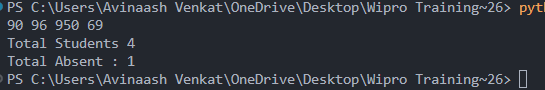 PS C:\Users\Avinaash Venkat\OneDrive\Desktop\Wipro Training~26> pyth
90 96 950 69
Total Students 4
Total Absent : 1
PS C:\Users\Avinaash Venkat\OneDrive\Desktop\Wipro Training~26>